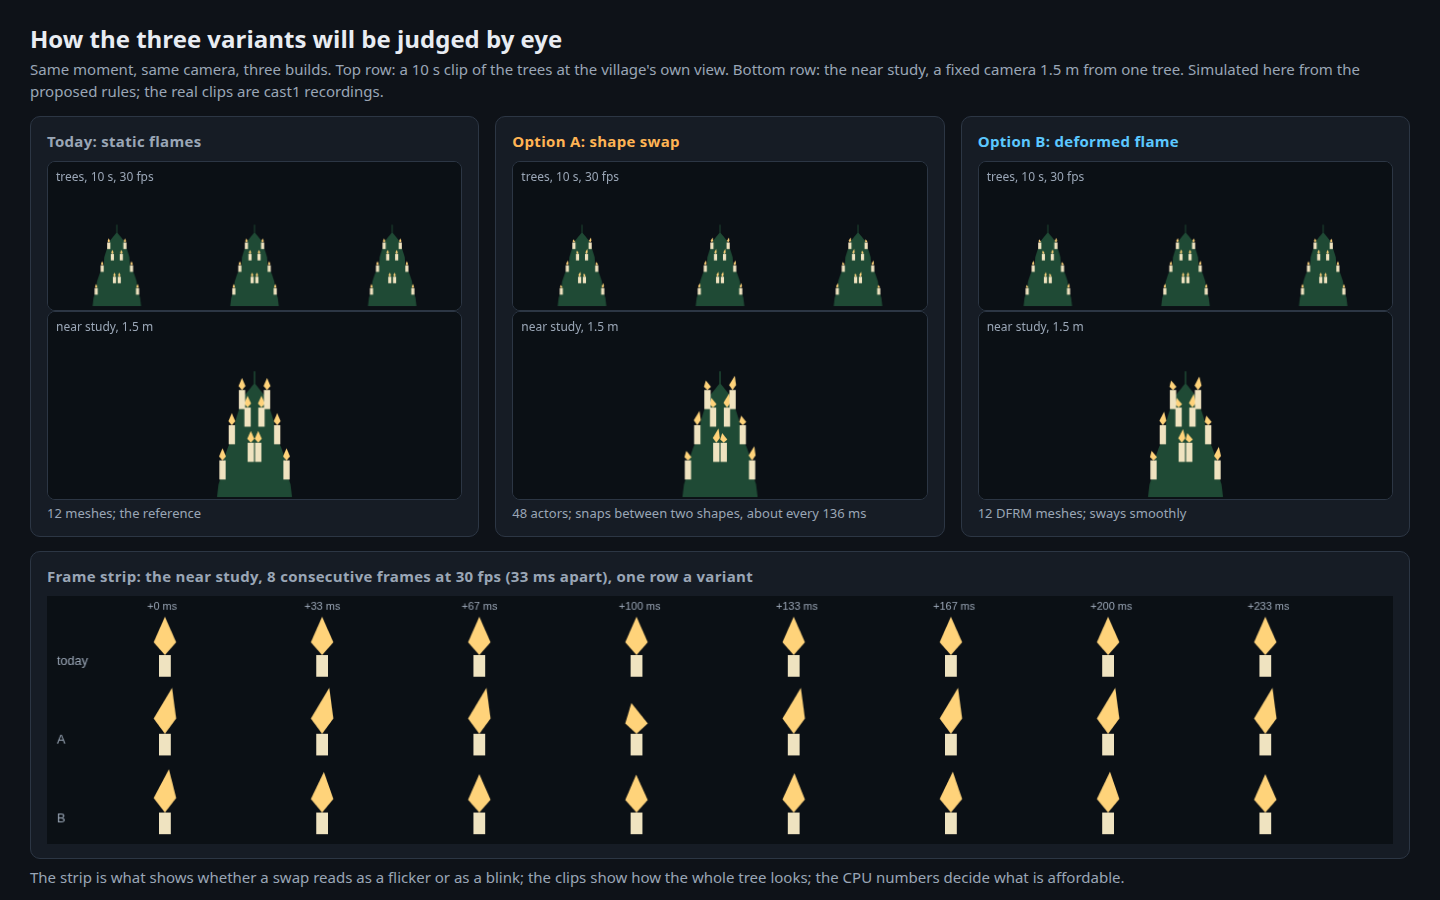 How the three variants will be judged by eye
Same moment, same camera, three builds. Top row: a 10 s clip of the trees at the village's own view. Bottom row: the near study, a fixed camera 1.5 m from one tree. Simulated here from the
proposed rules; the real clips are cast1 recordings.
Today: static flames
trees, 10 s, 30 fps
near study, 1.5 m
12 meshes; the reference
Option A: shape swap
trees, 10 s, 30 fps
near study, 1.5 m
48 actors; snaps between two shapes, about every 136 ms
Option B: deformed flame
trees, 10 s, 30 fps
near study, 1.5 m
12 DFRM meshes; sways smoothly
Frame strip: the near study, 8 consecutive frames at 30 fps (33 ms apart), one row a variant
+0 ms +33 ms +67 ms +100 ms +133 ms +167 ms +200 ms +233 ms
today
A
B
The strip is what shows whether a swap reads as a flicker or as a blink; the clips show how the whole tree looks; the CPU numbers decide what is affordable.